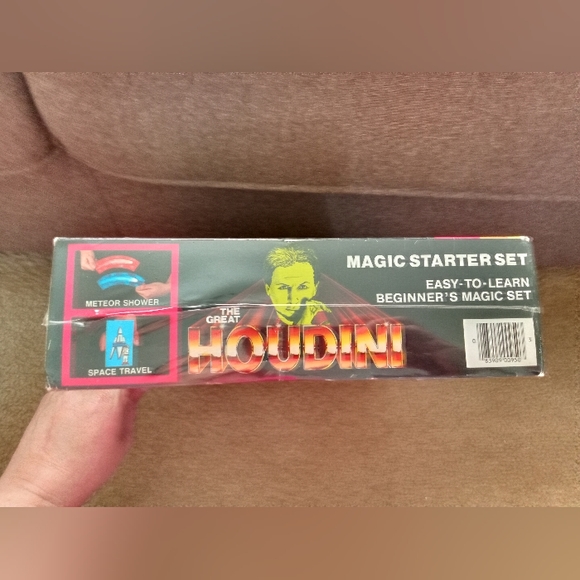 MAGIC STARTER SET
EASY-TO-LEARN
BEGINNER'S MAGIC SET
METEOR SHOWER
THE
GREAT
HOUDINI
SPACE TRAVEL